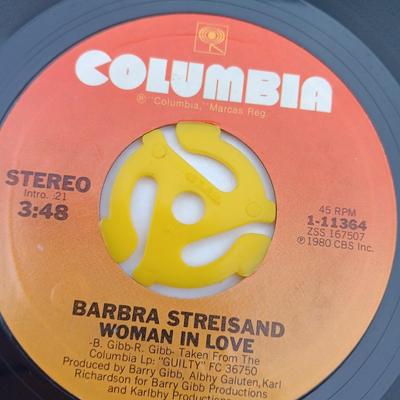 COLUMBIA
® "Columbia," Marcas Reg.
STEREO
Intro. :21
3:48
45 RPM
1-11364
ZSS 167507
℗ 1980 CBS Inc.
BARBRA STREISAND
WOMAN IN LOVE
-B. Gibb-R. Gibb- Taken From The
Columbia Lp: "GUILTY" FC 36750
Produced by Barry Gibb, Albhy Galuten, Karl
Richardson for Barry Gibb Productions
and Karlbhy Productions